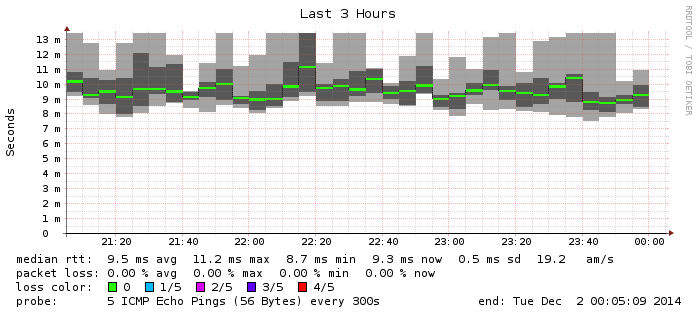 Last 3 Hours
RRDTOOL / TOBI OETIKER
Seconds
13 m
12 m
11 m
10 m
9 m
8 m
7 m
6 m
5 m
4 m
3 m
2 m
1 m
0
21:20 21:40 22:00 22:20 22:40 23:00 23:20 23:40 00:00
median rtt: 9.5 ms avg 11.2 ms max 8.7 ms min 9.3 ms now 0.5 ms sd 19.2 am/s
packet loss: 0.00 % avg 0.00 % max 0.00 % min 0.00 % now
loss color: 0 1/5 2/5 3/5 4/5
probe: 5 ICMP Echo Pings (56 Bytes) every 300s end: Tue Dec 2 00:05:09 2014